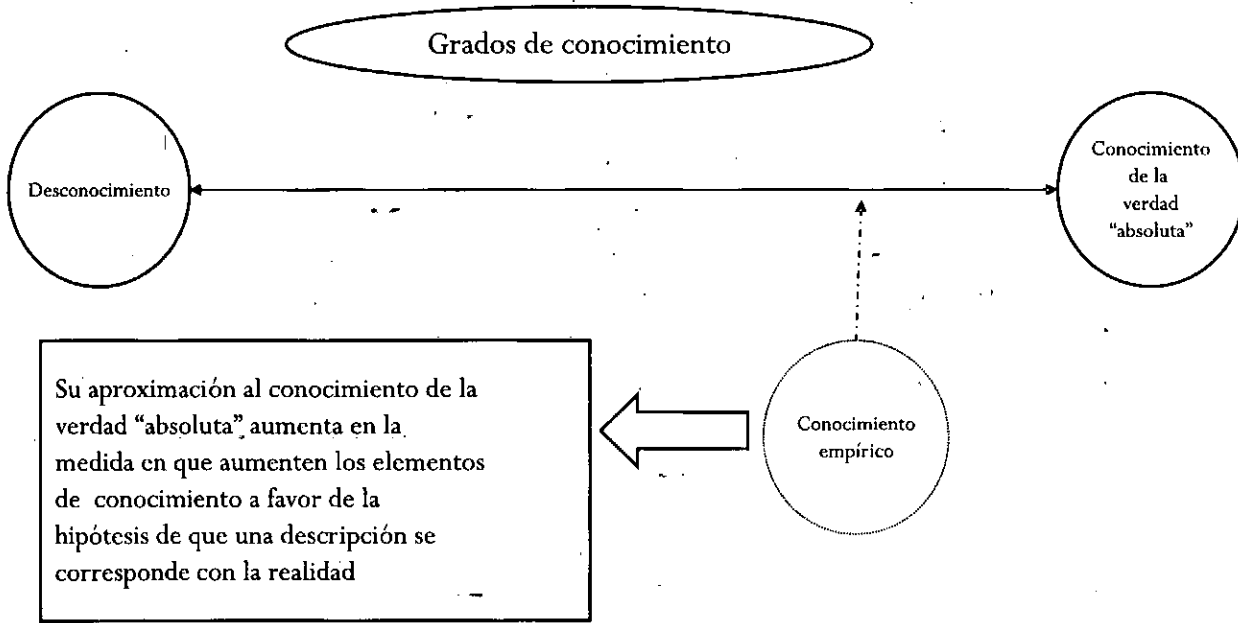 Grados de conocimiento
Desconocimiento
Conocimiento
de la
verdad
“absoluta”
Su aproximación al conocimiento de la
verdad “absoluta” aumenta en la
medida en que aumenten los elementos
de conocimiento a favor de la
hipótesis de que una descripción se
corresponde con la realidad
Conocimiento
empírico